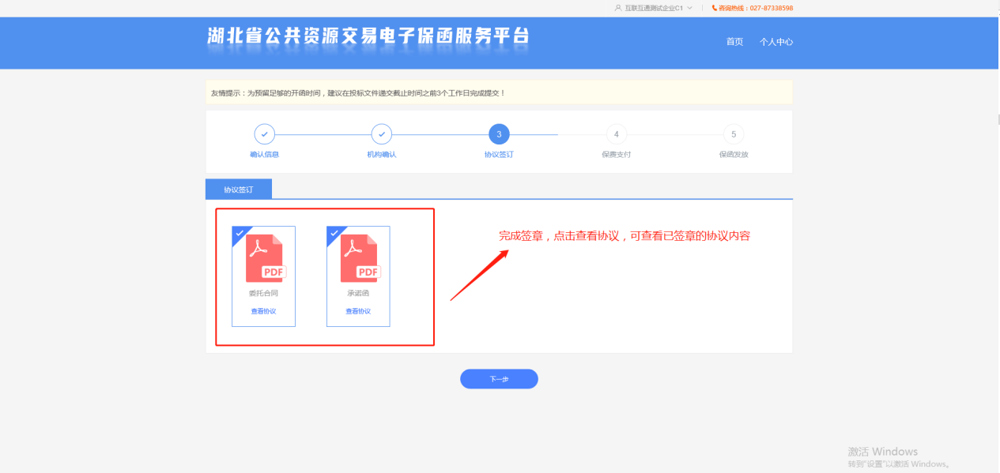 互联互通测试企业C1
咨询热线：027-87338598
湖北省公共资源交易电子保函服务平台
首页 个人中心
友情提示：为预留足够的开函时间，建议在投标文件递交截止时间之前3个工作日完成提交！
3 4 5
确认信息 机构确认 协议签订 保费支付 保函发放
协议签订
完成签章，点击查看协议，可查看已签章的协议内容
PDF PDF
委托合同 承诺函
查看协议 查看协议
下一步
激活 Windows
转到"设置"以激活 Windows。